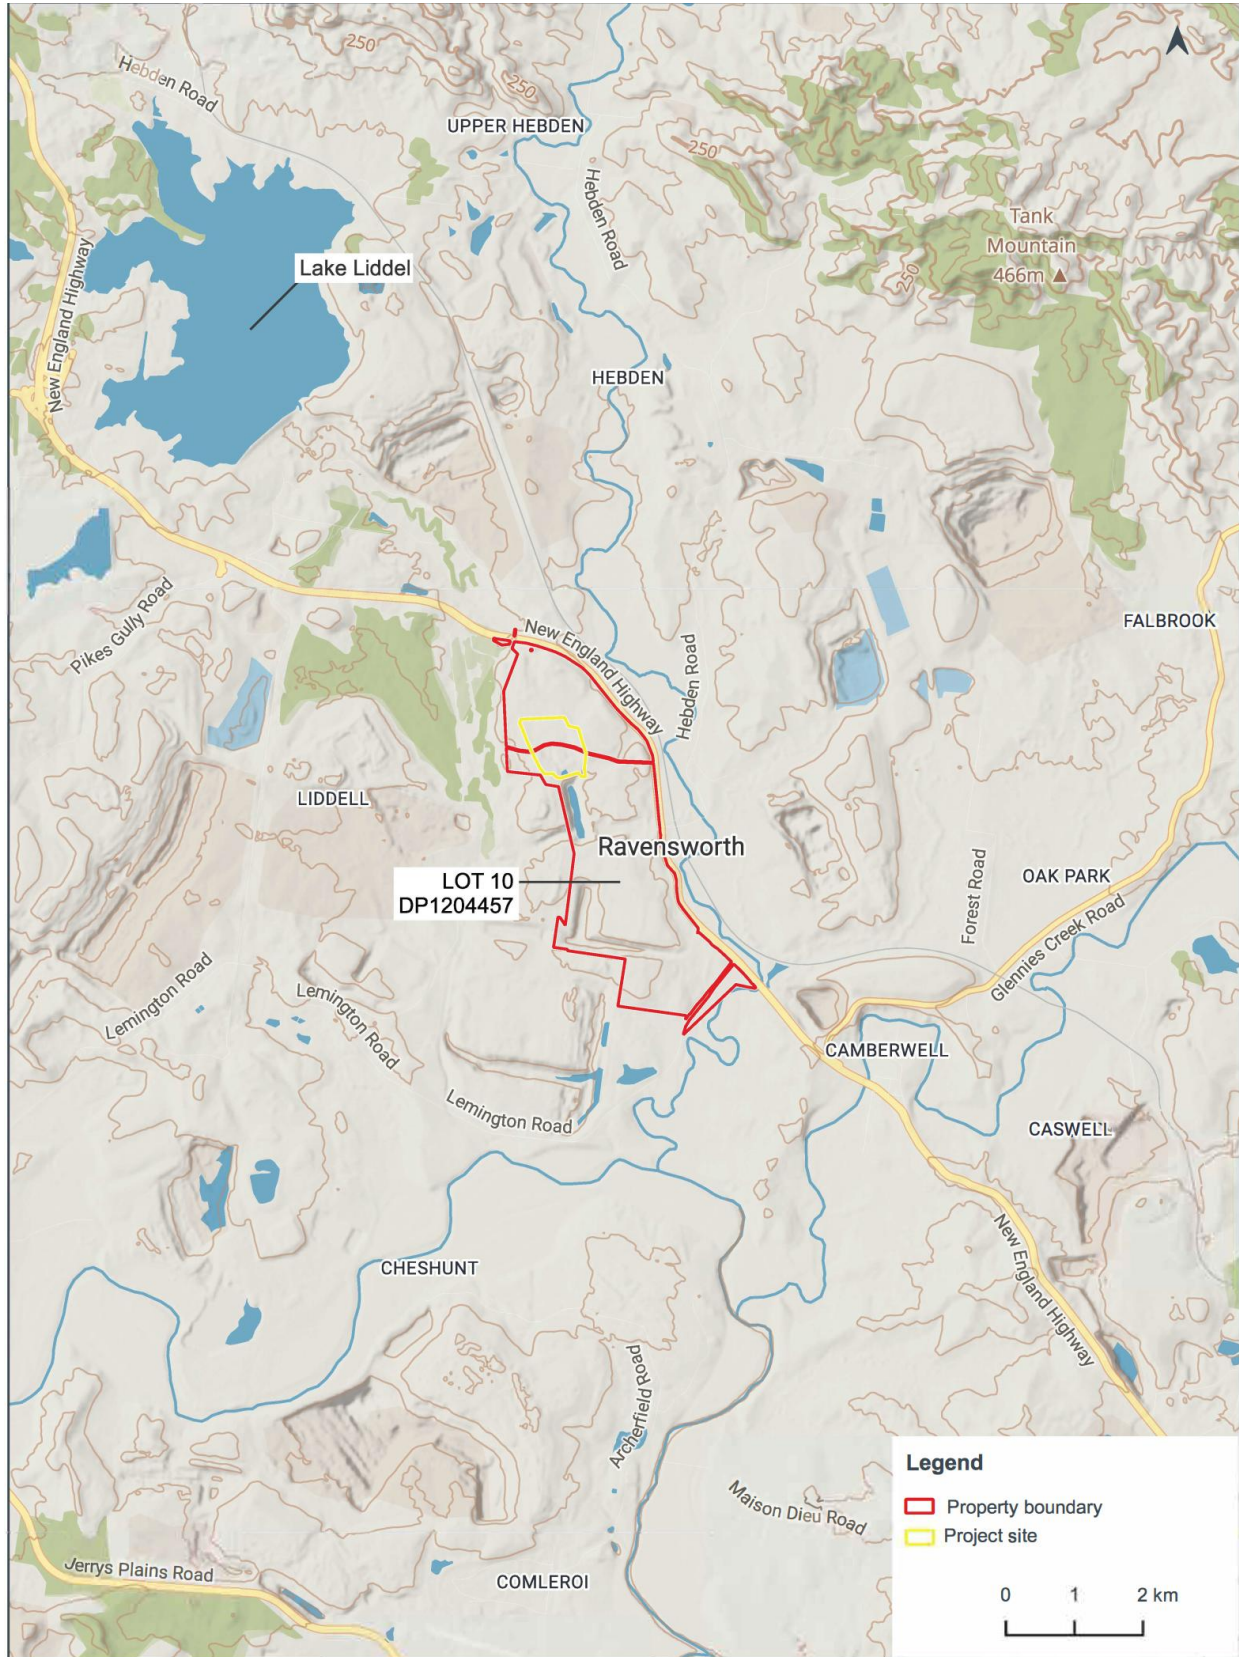 250
Hebden Road
250
UPPER HEBDEN
250
Hebden Road
Tank
Mountain
466m
250
New England Highway
Lake Liddel
HEBDEN
Pikes Gully Road
FALBROOK
New England Highway
Hebden Road
LIDDELL
Ravensworth
LOT 10
DP1204457
OAK PARK
Forest Road
Glennies Creek Road
Lemington Road
Lemington Road
CAMBERWELL
Lemington Road
CASWELL
New England Highway
CHESHUNT
Archerfield Road
Maison Dieu Road
Jerrys Plains Road
COMLEROI
Legend
Property boundary
Project site
0 1 2 km